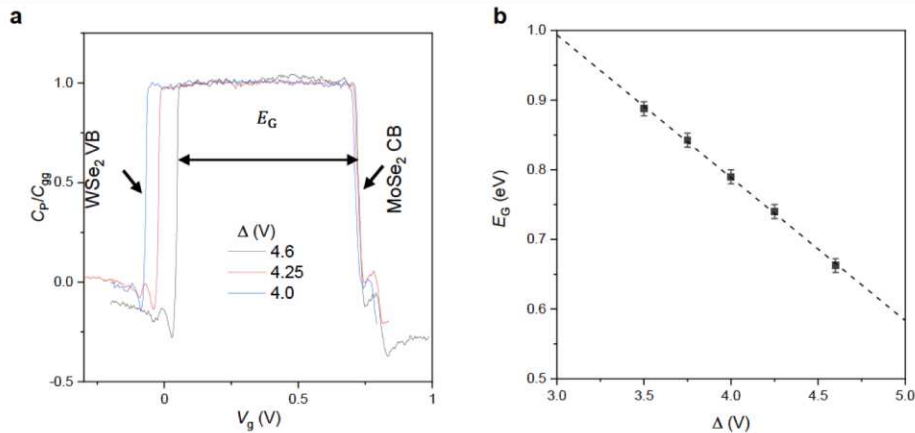 a
1.0
0.5
0.0
-0.5
0
0.5
1
C_P/C_gg
V_g (V)
WSe₂ VB
E_G
MoSe₂ CB
Δ (V)
4.6
4.25
4.0
b
1.0
0.9
0.8
0.7
0.6
0.5
3.0
3.5
4.0
4.5
5.0
E_G (eV)
Δ (V)